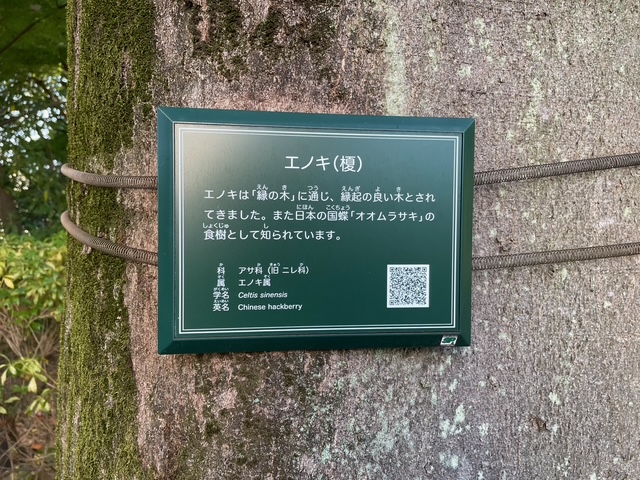 エノキ(榎)
エノキは「縁の木」に通じ、縁起の良い木とされ
てきました。また日本の国蝶「オオムラサキ」の
食樹として知られています。
科 アサ科(旧 ニレ科)
属 エノキ属
学名 Celtis sinensis
英名 Chinese hackberry